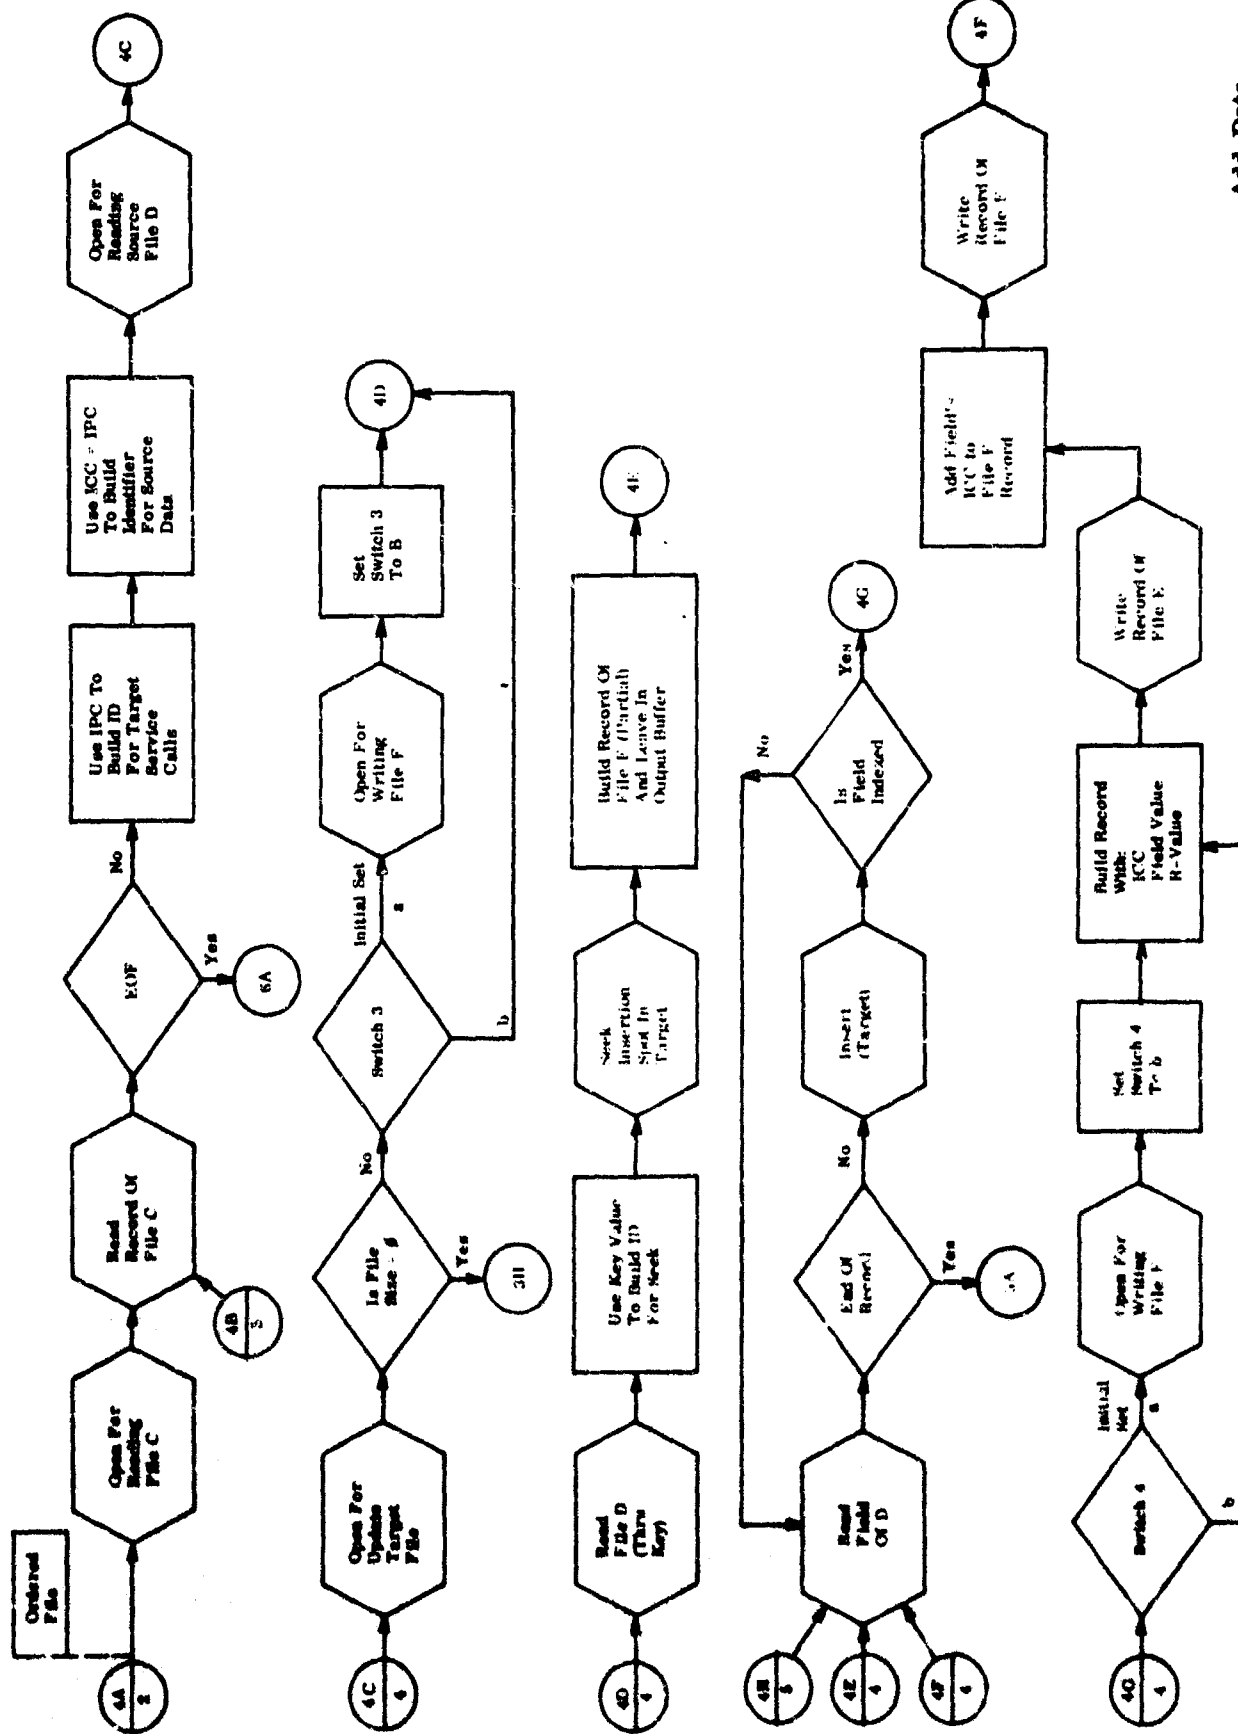 Ordered
File
4A
2
Open For
Reading
File C
4B
5
Read
Record Of
File C
EOF
Yes
6A
No
Use IPC To
Build ID
For Target
Service
Calls
Use ICC = IPC
To Build
Identifier
For Source
Data
Open For
Reading
Source
File D
4C
4C
4
Open For
Update
Target
File
Is File
Size = ∅
Yes
3H
No
Switch 3
b
Initial Set
a
Open For
Writing
File F
Set
Switch 3
To B
4D
4D
4
Read
File D
(Thru
Key)
Use Key Value
To Build ID
For Seek
Seek
Insertion
Spot In
Target
Build Record Of
File F (Partial)
And Leave In
Output Buffer
4E
4H
5
4E
4
4F
4
Read
Field
Of D
End Of
Record
Yes
5A
No
Insert
(Target)
Is
Field
Indexed
No
Yes
4G
4G
4
Switch 4
b
Initial
Set
a
Open For
Writing
File
Set
Switch 4
To b
Build Record
With:
ICC
Field Value
R-Value
Write
Record Of
File E
Add Field's
ICC to
File F
Record
Write
Record Of
File F
4F
Add Data